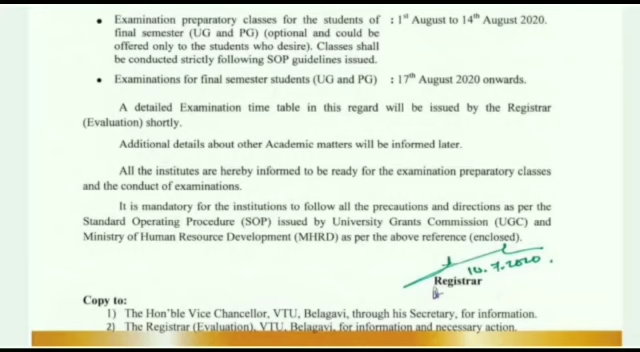 • Examination preparatory classes for the students of : 1st August to 14th August 2020.
final semester (UG and PG) (optional and could be
offered only to the students who desire). Classes shall
be conducted strictly following SOP guidelines issued.
• Examinations for final semester students (UG and PG) : 17th August 2020 onwards.
A detailed Examination time table in this regard will be issued by the Registrar
(Evaluation) shortly.
Additional details about other Academic matters will be informed later.
All the institutes are hereby informed to be ready for the examination preparatory classes
and the conduct of examinations.
It is mandatory for the institutions to follow all the precautions and directions as per the
Standard Operating Procedure (SOP) issued by University Grants Commission (UGC) and
Ministry of Human Resource Development (MHRD) as per the above reference (enclosed).
10.7.2020.
Registrar
Copy to:
1) The Hon'ble Vice Chancellor, VTU, Belagavi, through his Secretary, for information.
2) The Registrar (Evaluation), VTU, Belagavi, for information and necessary action.